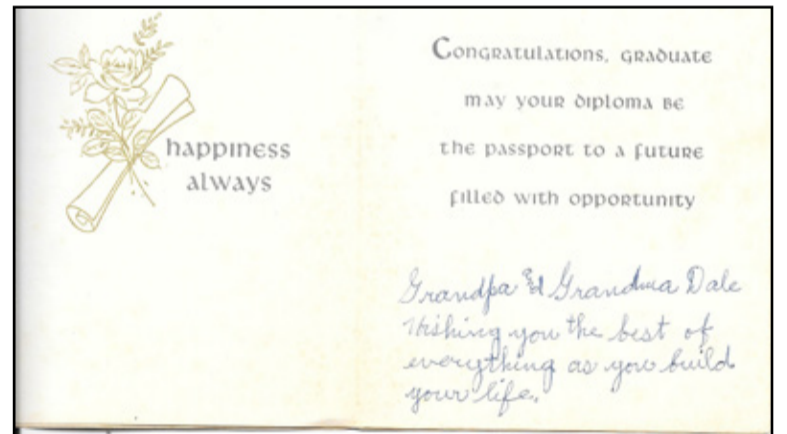 happiness
always
Congratulations, graduate
may your diploma be
the passport to a future
filled with opportunity
Grandpa & Grandma Dale
Wishing you the best of
everything as you build
your life.